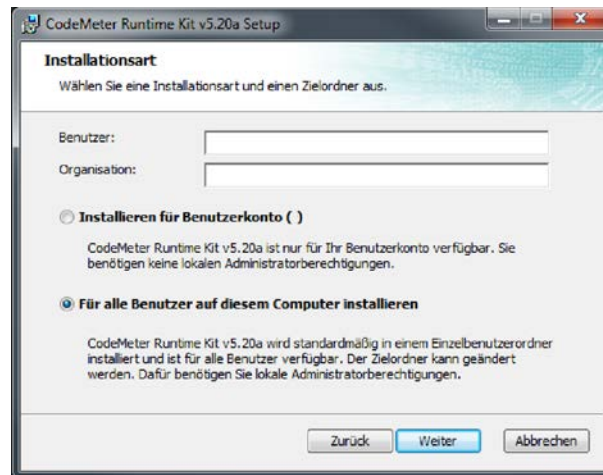 CodeMeter Runtime Kit v5.20a Setup
Installationsart
Wählen Sie eine Installationsart und einen Zielordner aus.
Benutzer:
Organisation:
Installieren für Benutzerkonto ( )
CodeMeter Runtime Kit v5.20a ist nur für Ihr Benutzerkonto verfügbar. Sie
benötigen keine lokalen Administratorberechtigungen.
Für alle Benutzer auf diesem Computer installieren
CodeMeter Runtime Kit v5.20a wird standardmäßig in einem Einzelbenutzerordner
installiert und ist für alle Benutzer verfügbar. Der Zielordner kann geändert
werden. Dafür benötigen Sie lokale Administratorberechtigungen.
Zurück
Weiter
Abbrechen